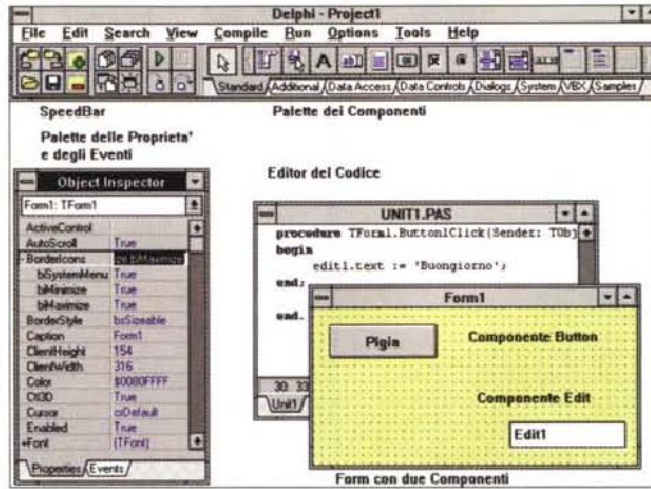 Delphi - Project1
File Edit Search View Compile Run Options Tools Help
Standard Additional Data Access Data Controls Dialogs System VBX Samples
SpeedBar
Palette dei Componenti
Palette delle Proprieta'
e degli Eventi
Editor del Codice
Object Inspector
Form1: TForm1
ActiveControl
AutoScroll True
-BorderIcons biMaximize
biSystemMenu True
biMinimize True
biMaximize True
BorderStyle bsSizeable
Caption Form1
ClientHeight 154
ClientWidth 316
Color $0080FFFF
Ctl3D True
Cursor crDefault
Enabled True
+Font (TFont)
Properties Events
UNIT1.PAS
procedure TForm1.Button1Click(Sender: TObj
begin
edit1.text := 'Buongiorno';
end;
end.
Unit1
Form1
Pigia
Componente Button
Componente Edit
Edit1
Form con due Componenti